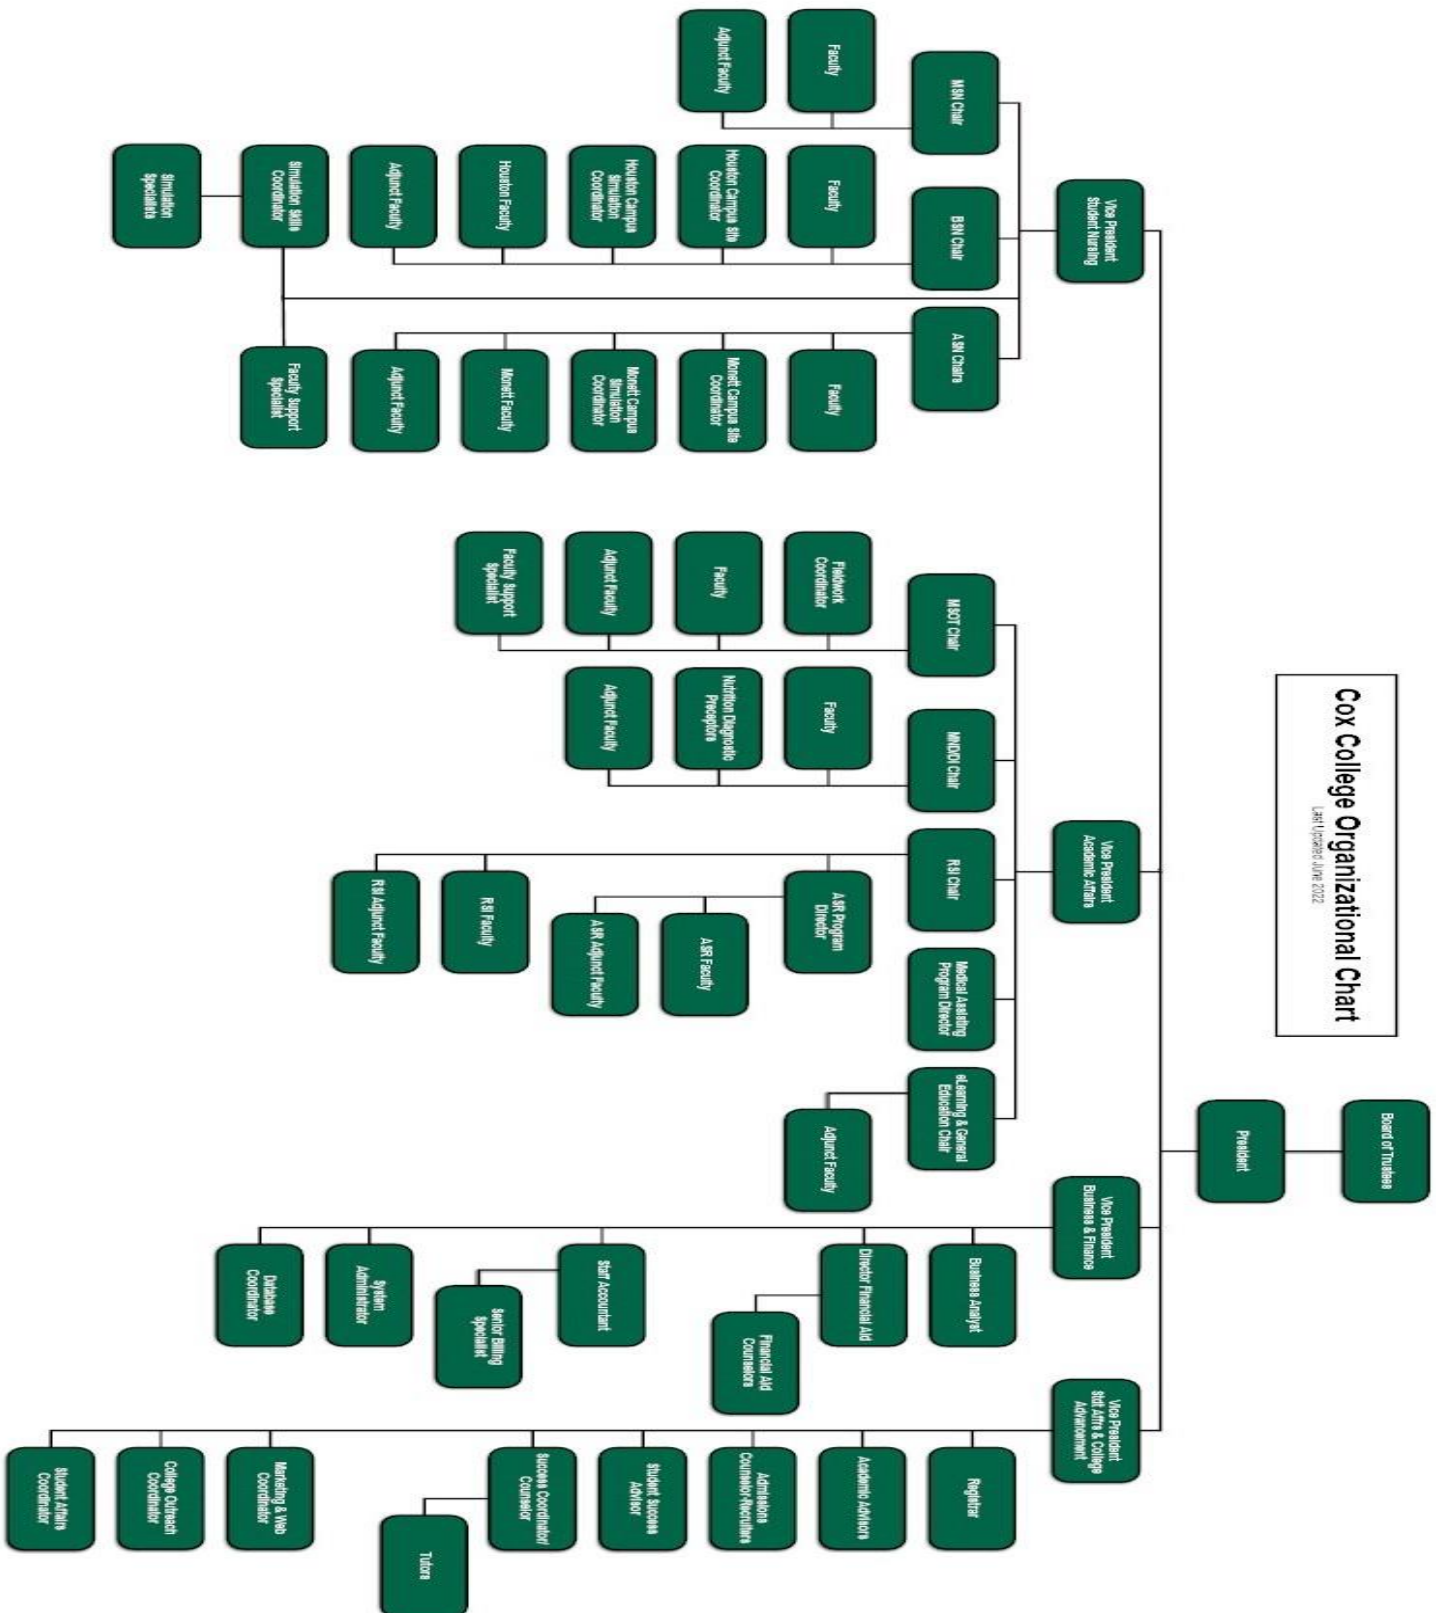 Cox College Organizational Chart
Last Updated June 2022
Board of Trustees
President
Vice President
Student Nursing
Vice President
Academic Affairs
Vice President
Business & Finance
Vice President
Stdt Affrs & College
Advancement
MSN Chair
BSN Chair
ASN Chairs
MSOT Chair
MND/DI Chair
RSI Chair
Medical Assisting
Program Director
eLearning & General
Education Chair
Faculty
Adjunct Faculty
Faculty
Houston Campus Site
Coordinator
Houston Campus
Simulation
Coordinator
Houston Faculty
Adjunct Faculty
Simulation Skills
Coordinator
Simulation
Specialists
Faculty
Monett Campus Site
Coordinator
Monett Campus
Simulation
Coordinator
Monett Faculty
Adjunct Faculty
Faculty Support
Specialist
Fieldwork
Coordinator
Faculty
Adjunct Faculty
Faculty Support
Specialist
Faculty
Nutrition Diagnostic
Preceptors
Adjunct Faculty
ASR Program
Director
ASR Faculty
ASR Adjunct Faculty
RSI Faculty
RSI Adjunct Faculty
Adjunct Faculty
Business Analyst
Director Financial Aid
Financial Aid
Counselors
Staff Accountant
Senior Billing
Specialist
System
Administrator
Database
Coordinator
Registrar
Academic Advisors
Admissions
Counselor-Recruiters
Student Success
Advisor
Success Coordinator/
Counselor
Tutors
Marketing & Web
Coordinator
College Outreach
Coordinator
Student Affairs
Coordinator